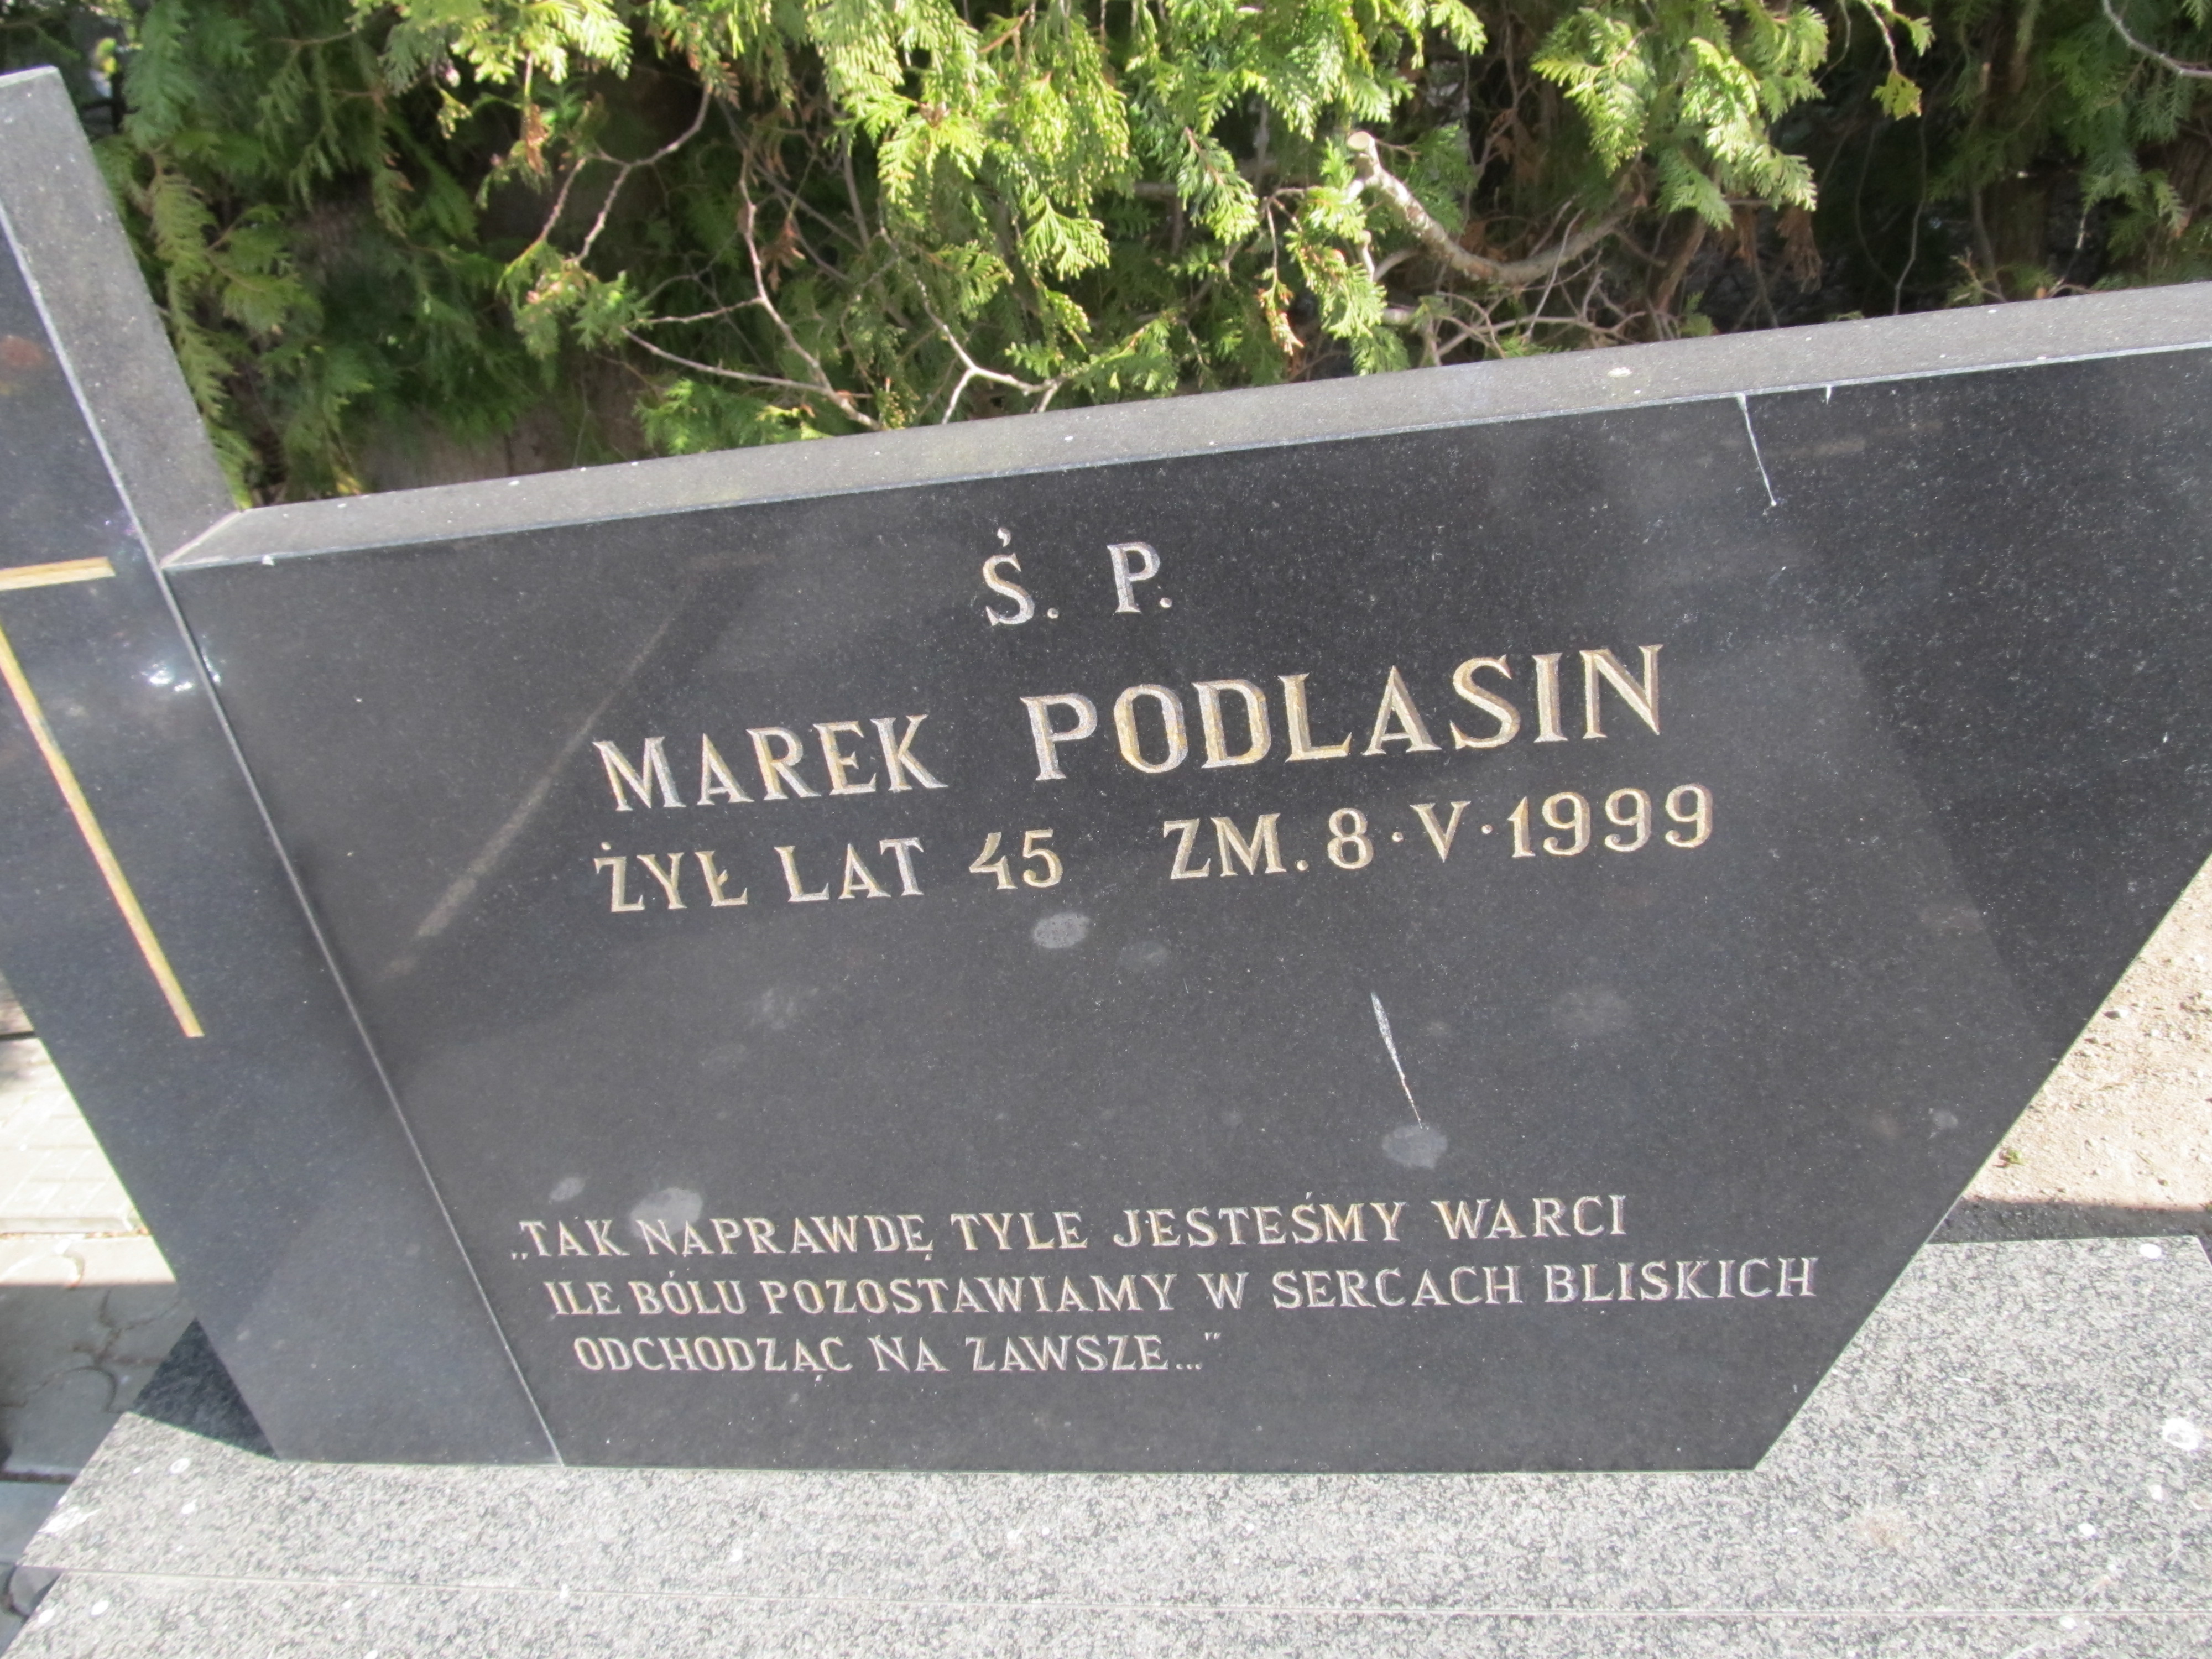 Ś. P.
MAREK PODLASIN
ŻYŁ LAT 45 ZM. 8·V·1999
„TAK NAPRAWDĘ TYLE JESTEŚMY WARCI
ILE BÓLU POZOSTAWIAMY W SERCACH BLISKICH
ODCHODZĄC NA ZAWSZE..."